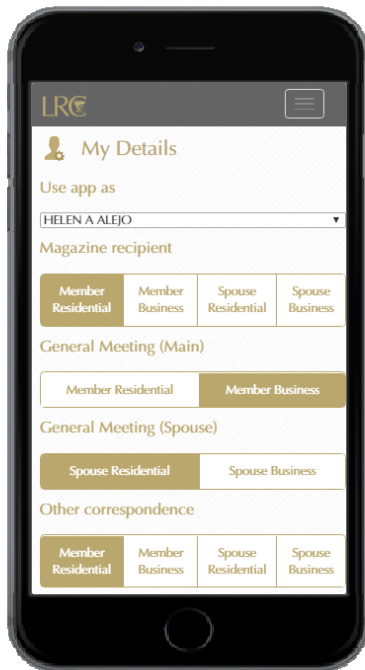 LRC
My Details
Use app as
HELEN A ALEJO
Magazine recipient
Member Residential
Member Business
Spouse Residential
Spouse Business
General Meeting (Main)
Member Residential
Member Business
General Meeting (Spouse)
Spouse Residential
Spouse Business
Other correspondence
Member Residential
Member Business
Spouse Residential
Spouse Business